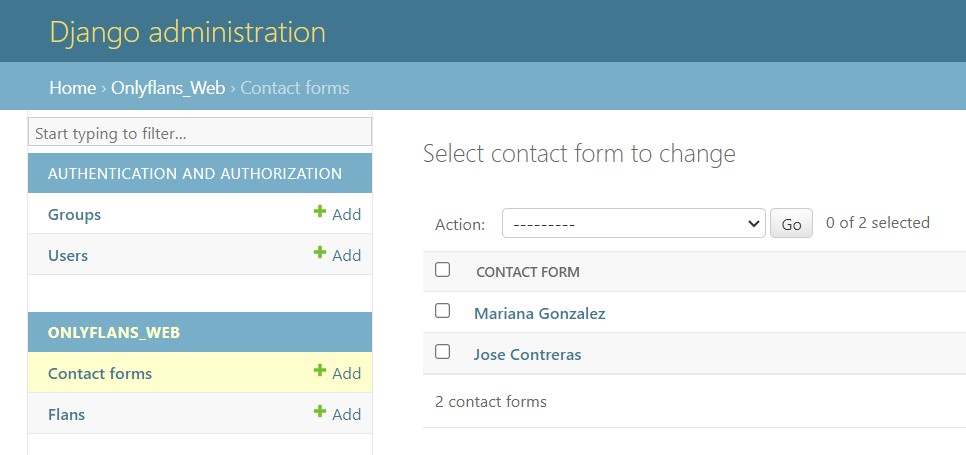 Django administration
Home › Onlyflans_Web › Contact forms
Start typing to filter...
AUTHENTICATION AND AUTHORIZATION
Groups + Add
Users + Add
ONLYFLANS_WEB
Contact forms + Add
Flans + Add
Select contact form to change
Action: --------- Go 0 of 2 selected
CONTACT FORM
Mariana Gonzalez
Jose Contreras
2 contact forms